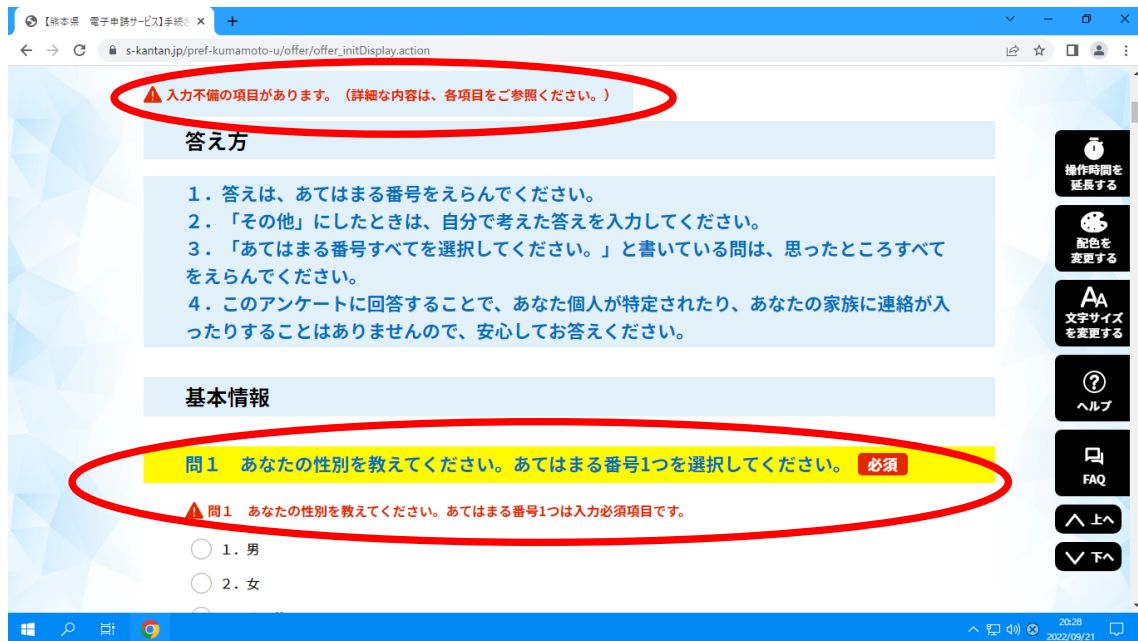 【熊本県 電子申請サービス】手続き
s-kantan.jp/pref-kumamoto-u/offer/offer_initDisplay.action
入力不備の項目があります。（詳細な内容は、各項目をご参照ください。）
答え方
１．答えは、あてはまる番号をえらんでください。
２．「その他」にしたときは、自分で考えた答えを入力してください。
３．「あてはまる番号すべてを選択してください。」と書いている問は、思ったところすべて
をえらんでください。
４．このアンケートに回答することで、あなた個人が特定されたり、あなたの家族に連絡が入
ったりすることはありませんので、安心してお答えください。
基本情報
問１　あなたの性別を教えてください。あてはまる番号1つを選択してください。 必須
問１　あなたの性別を教えてください。あてはまる番号1つは入力必須項目です。
１．男
２．女
操作時間を
延長する
配色を
変更する
AA
文字サイズ
を変更する
ヘルプ
FAQ
上へ
下へ
20:28
2022/09/21